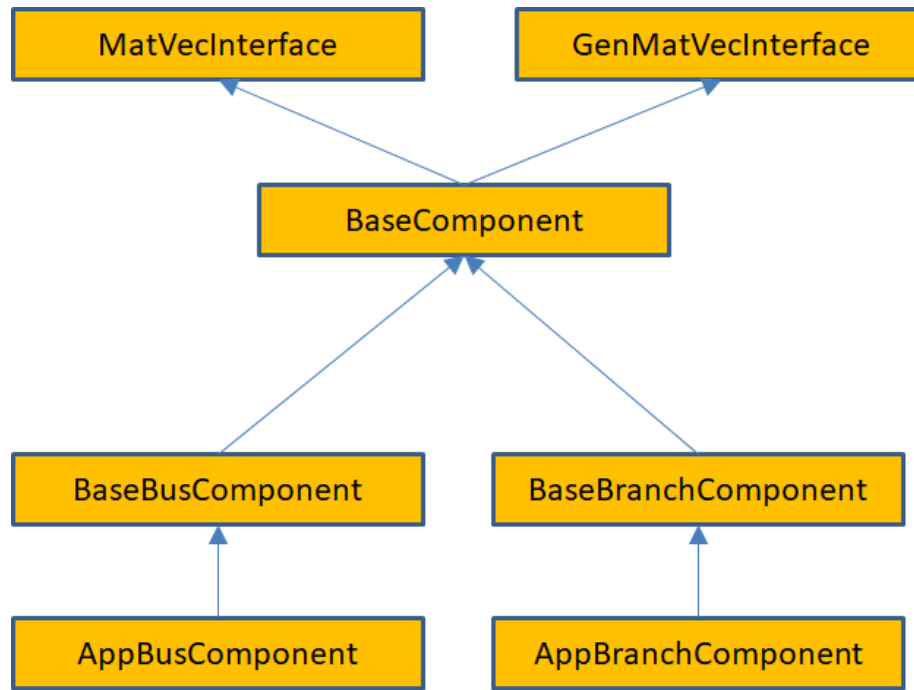 MatVecInterface
GenMatVecInterface
BaseComponent
BaseBusComponent
BaseBranchComponent
AppBusComponent
AppBranchComponent